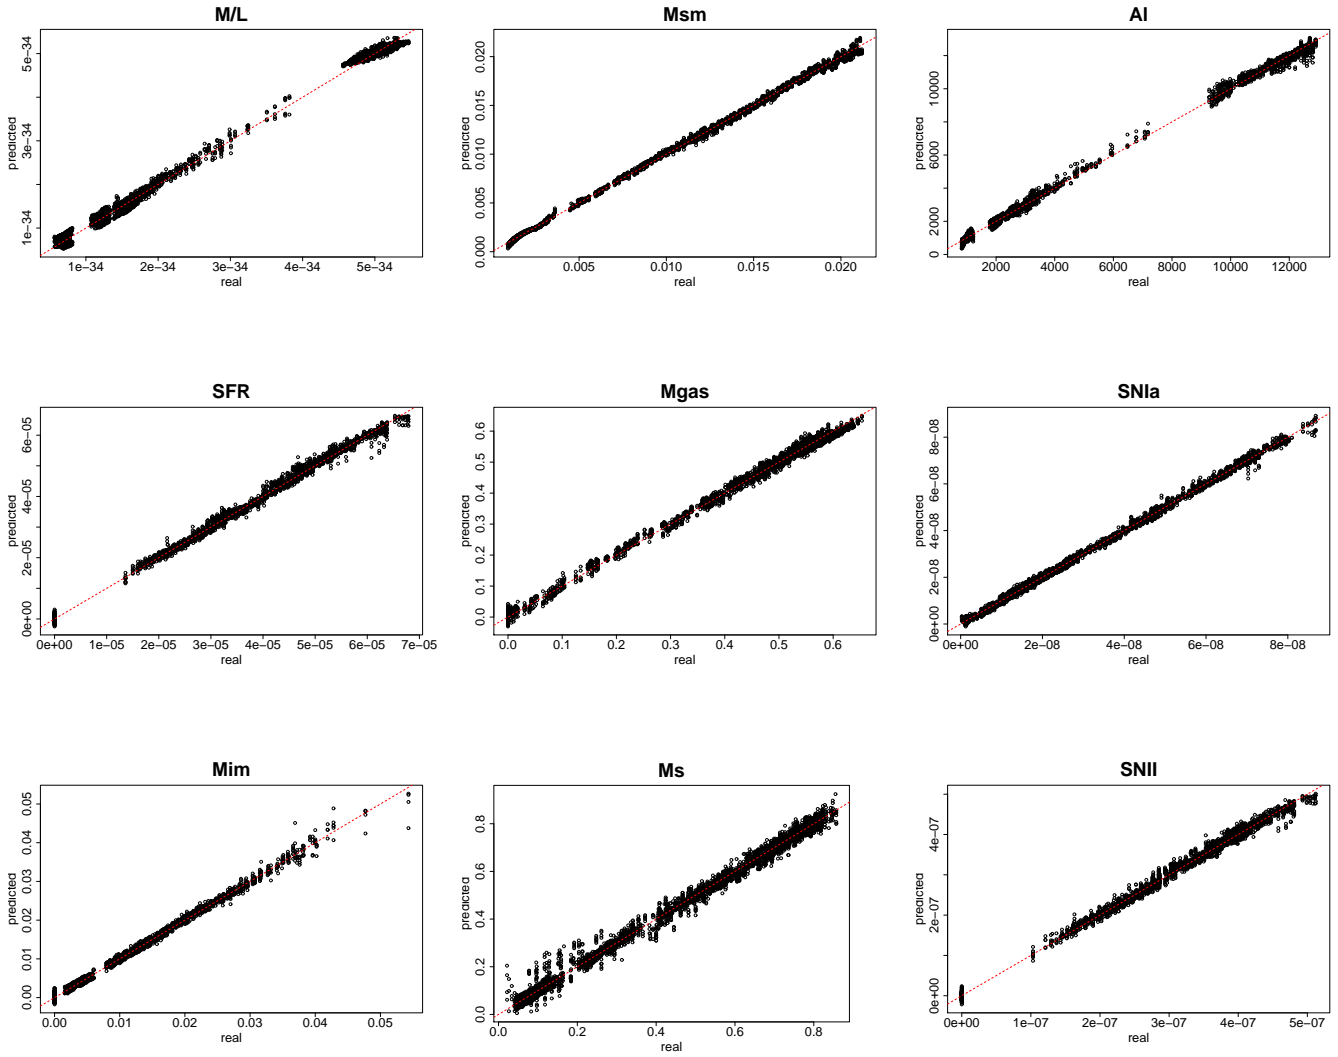 M/L
predicted
1e−34 3e−34 5e−34
1e−34 2e−34 3e−34 4e−34 5e−34
real
Msm
predicted
0.000 0.005 0.010 0.015 0.020
0.005 0.010 0.015 0.020
real
Al
predicted
0 2000 6000 10000
2000 4000 6000 8000 10000 12000
real
SFR
predicted
0e+00 2e−05 4e−05 6e−05
0e+00 1e−05 2e−05 3e−05 4e−05 5e−05 6e−05 7e−05
real
Mgas
predicted
0.0 0.1 0.2 0.3 0.4 0.5 0.6
0.0 0.1 0.2 0.3 0.4 0.5 0.6
real
SNIa
predicted
0e+00 2e−08 4e−08 6e−08 8e−08
0e+00 2e−08 4e−08 6e−08 8e−08
real
Mim
predicted
0.00 0.01 0.02 0.03 0.04 0.05
0.00 0.01 0.02 0.03 0.04 0.05
real
Ms
predicted
0.0 0.2 0.4 0.6 0.8
0.0 0.2 0.4 0.6 0.8
real
SNII
predicted
0e+00 2e−07 4e−07
0e+00 1e−07 2e−07 3e−07 4e−07 5e−07
real